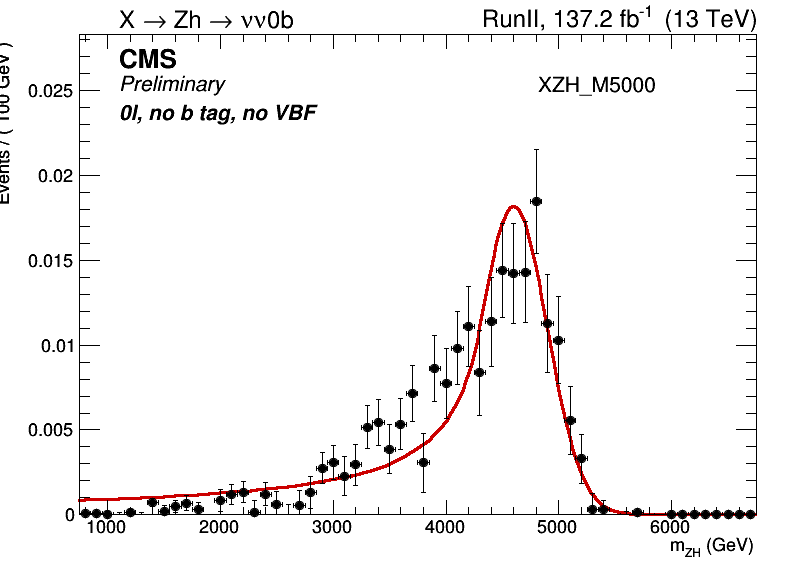 X → Zh → νν0b
RunII, 137.2 fb-1 (13 TeV)
CMS
Preliminary
0l, no b tag, no VBF
XZH_M5000
Events / ( 100 GeV )
0.025
0.02
0.015
0.01
0.005
0
1000 2000 3000 4000 5000 6000
mZH (GeV)